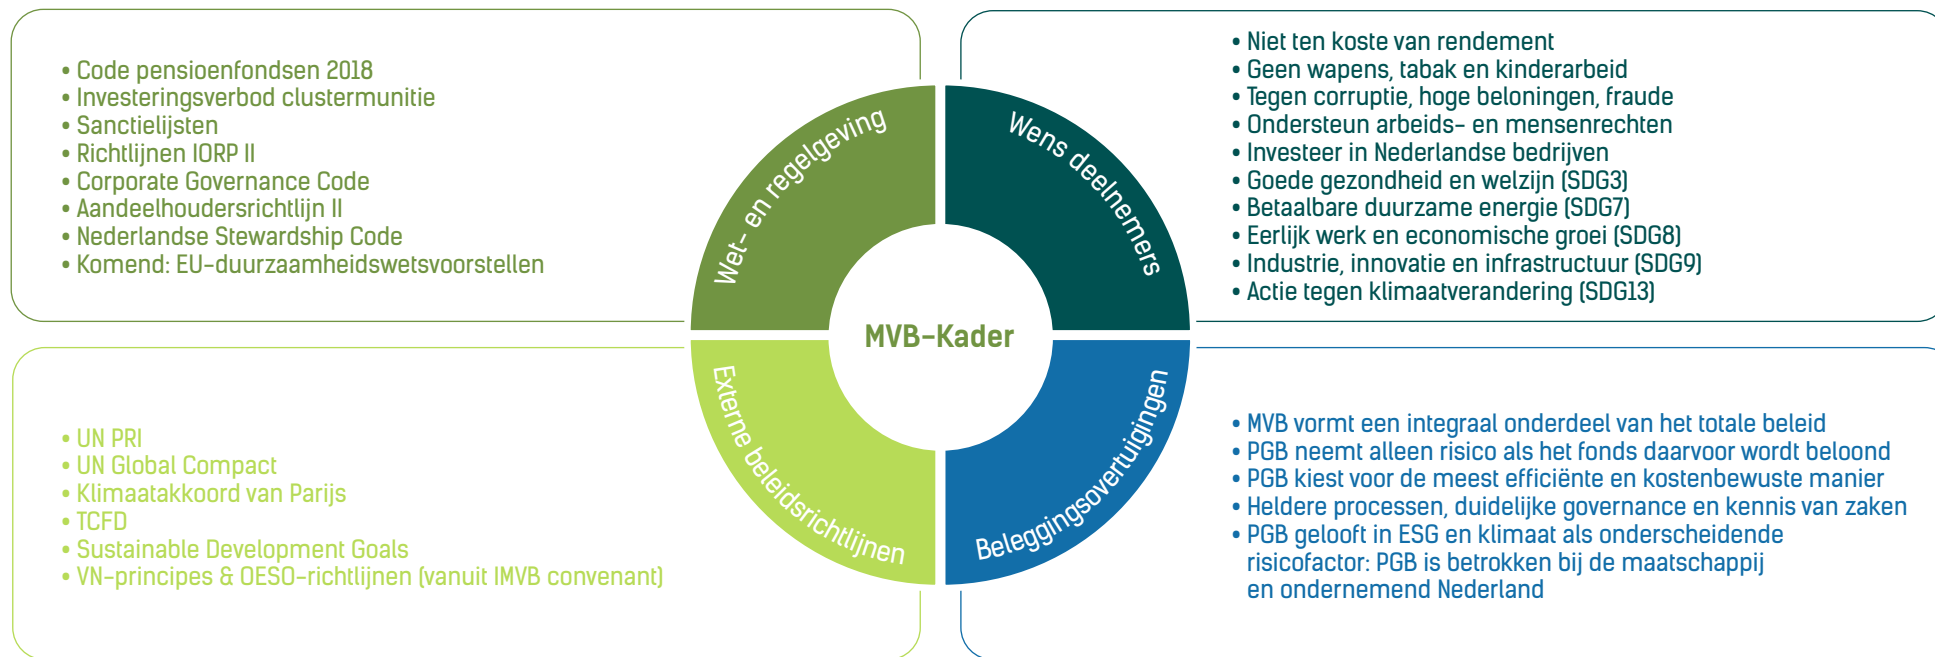 • Code pensioenfondsen 2018
• Investeringsverbod clustermunitie
• Sanctielijsten
• Richtlijnen IORP II
• Corporate Governance Code
• Aandeelhoudersrichtlijn II
• Nederlandse Stewardship Code
• Komend: EU-duurzaamheidswetsvoorstellen
Wet- en regelgeving
Wens deelnemers
• Niet ten koste van rendement
• Geen wapens, tabak en kinderarbeid
• Tegen corruptie, hoge beloningen, fraude
• Ondersteun arbeids- en mensenrechten
• Investeer in Nederlandse bedrijven
• Goede gezondheid en welzijn (SDG3)
• Betaalbare duurzame energie (SDG7)
• Eerlijk werk en economische groei (SDG8)
• Industrie, innovatie en infrastructuur (SDG9)
• Actie tegen klimaatverandering (SDG13)
MVB-Kader
• UN PRI
• UN Global Compact
• Klimaatakkoord van Parijs
• TCFD
• Sustainable Development Goals
• VN-principes & OESO-richtlijnen (vanuit IMVB convenant)
Externe beleidsrichtlijnen
Beleggingsovertuigingen
• MVB vormt een integraal onderdeel van het totale beleid
• PGB neemt alleen risico als het fonds daarvoor wordt beloond
• PGB kiest voor de meest efficiënte en kostenbewuste manier
• Heldere processen, duidelijke governance en kennis van zaken
• PGB gelooft in ESG en klimaat als onderscheidende
risicofactor: PGB is betrokken bij de maatschappij
en ondernemend Nederland